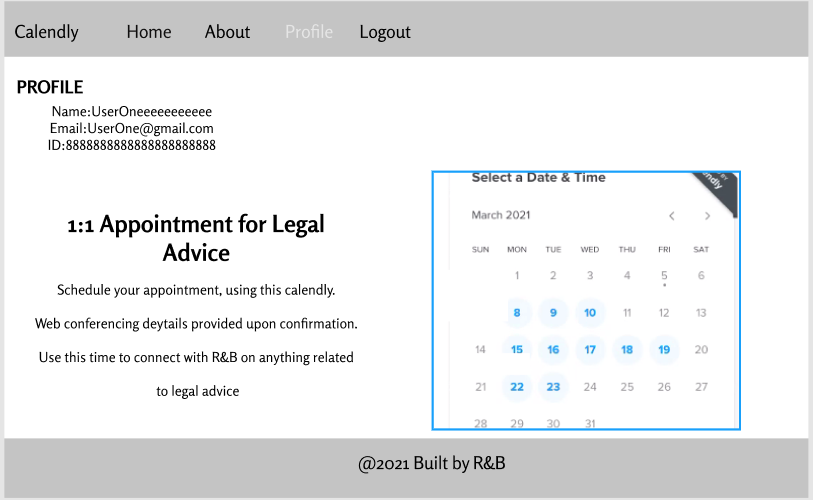 Calendly Home About Profile Logout
PROFILE
Name:UserOneeeeeeeeeee
Email:UserOne@gmail.com
ID:8888888888888888888888
1:1 Appointment for Legal
Advice
Schedule your appointment, using this calendly.
Web conferencing deytails provided upon confirmation.
Use this time to connect with R&B on anything related
to legal advice
Select a Date & Time
March 2021
SUN MON TUE WED THU FRI SAT
1 2 3 4 5 6
8 9 10 11 12 13
14 15 16 17 18 19 20
21 22 23 24 25 26 27
28 29 30 31
@2021 Built by R&B